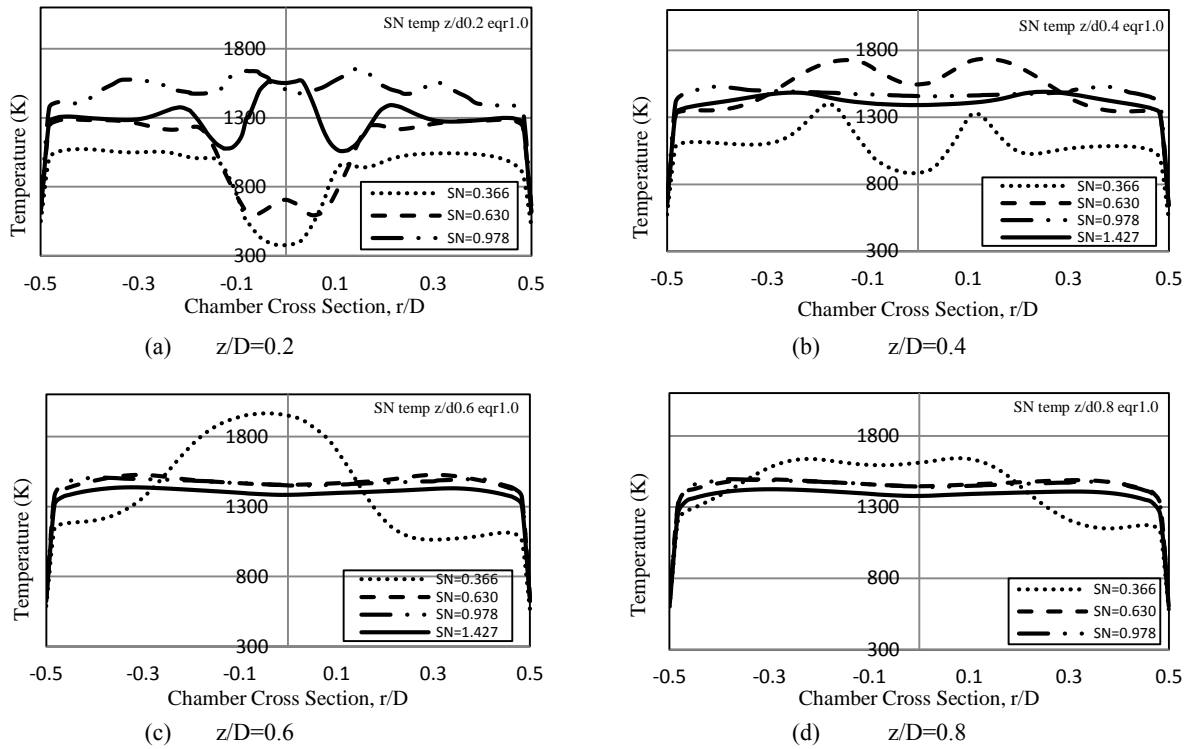 SN temp z/d0.2 eqr1.0
Temperature (K)
1800
1300
800
300
SN=0.366
SN=0.630
SN=0.978
-0.5 -0.3 -0.1 0.1 0.3 0.5
Chamber Cross Section, r/D
(a) z/D=0.2
SN temp z/d0.4 eqr1.0
Temperature (K)
1800
1300
800
300
SN=0.366
SN=0.630
SN=0.978
SN=1.427
-0.5 -0.3 -0.1 0.1 0.3 0.5
Chamber Cross Section, r/D
(b) z/D=0.4
SN temp z/d0.6 eqr1.0
Temperature (K)
1800
1300
800
300
SN=0.366
SN=0.630
SN=0.978
SN=1.427
-0.5 -0.3 -0.1 0.1 0.3 0.5
Chamber Cross Section, r/D
(c) z/D=0.6
SN temp z/d0.8 eqr1.0
Temperature (K)
1800
1300
800
300
SN=0.366
SN=0.630
SN=0.978
-0.5 -0.3 -0.1 0.1 0.3 0.5
Chamber Cross Section, r/D
(d) z/D=0.8